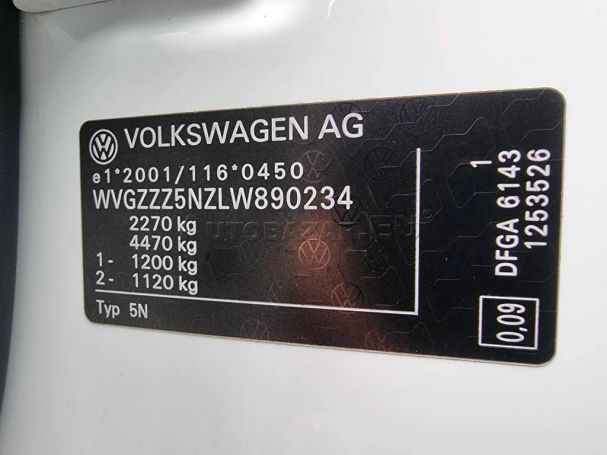 VOLKSWAGEN AG
e1*2001/116*0450
WVGZZZ5NZLW890234
2270 kg
4470 kg
1- 1200 kg
2- 1120 kg
Typ 5N
1
DFGA 6143
1253526
0,09